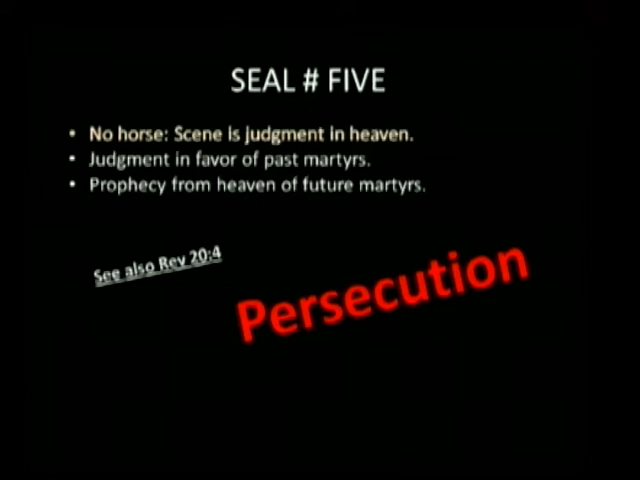 SEAL # FIVE
• No horse: Scene is judgment in heaven.
• Judgment in favor of past martyrs.
• Prophecy from heaven of future martyrs.
See also Rev 20:4
Persecution